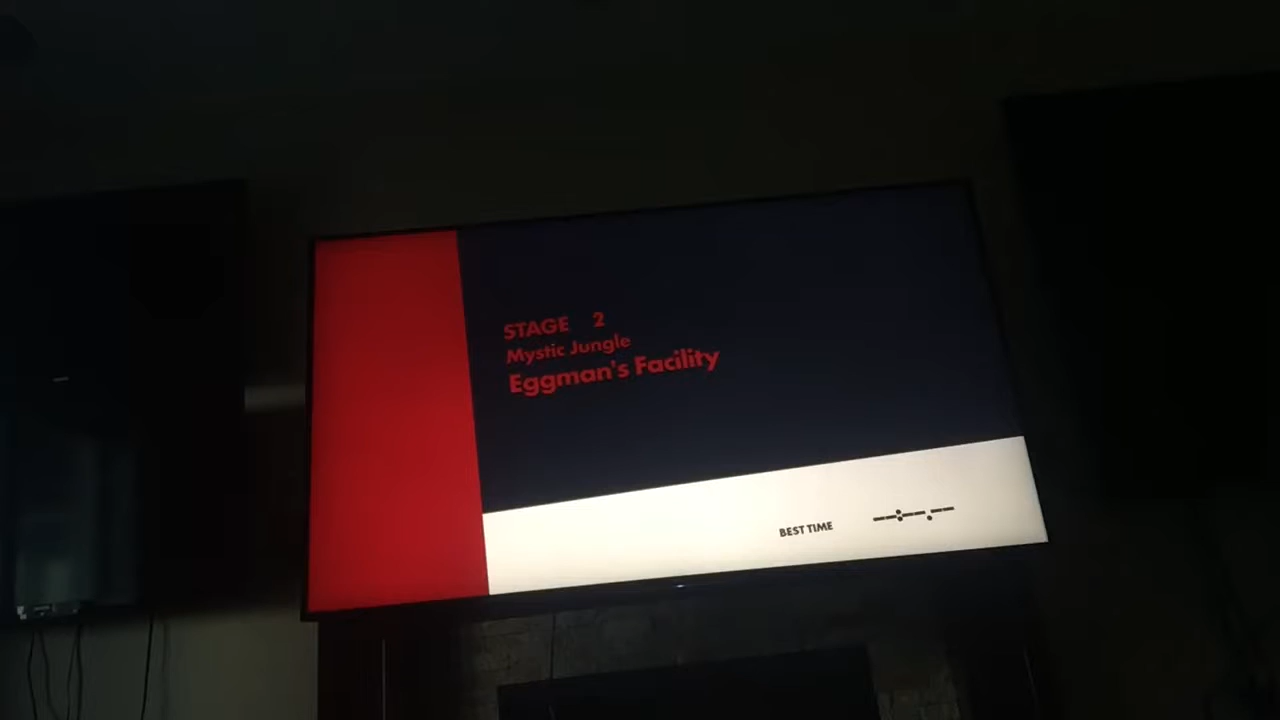 STAGE 2
Mystic Jungle
Eggman's Facility
BEST TIME --:--.--